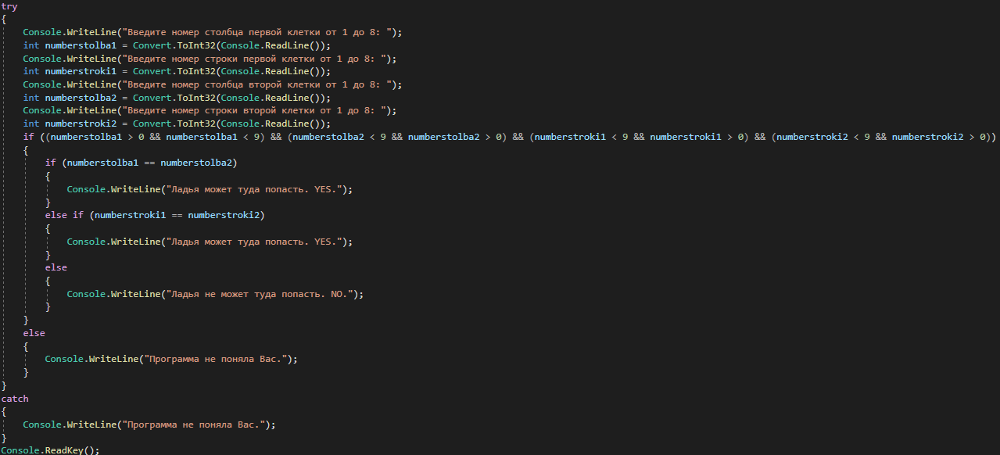 try
{
Console.WriteLine("Введите номер столбца первой клетки от 1 до 8: ");
int numberstolba1 = Convert.ToInt32(Console.ReadLine());
Console.WriteLine("Введите номер строки первой клетки от 1 до 8: ");
int numberstroki1 = Convert.ToInt32(Console.ReadLine());
Console.WriteLine("Введите номер столбца второй клетки от 1 до 8: ");
int numberstolba2 = Convert.ToInt32(Console.ReadLine());
Console.WriteLine("Введите номер строки второй клетки от 1 до 8: ");
int numberstroki2 = Convert.ToInt32(Console.ReadLine());
if ((numberstolba1 > 0 && numberstolba1 < 9) && (numberstolba2 < 9 && numberstolba2 > 0) && (numberstroki1 < 9 && numberstroki1 > 0) && (numberstroki2 < 9 && numberstroki2 > 0))
{
if (numberstolba1 == numberstolba2)
{
Console.WriteLine("Ладья может туда попасть. YES.");
}
else if (numberstroki1 == numberstroki2)
{
Console.WriteLine("Ладья может туда попасть. YES.");
}
else
{
Console.WriteLine("Ладья не может туда попасть. NO.");
}
}
else
{
Console.WriteLine("Программа не поняла Вас.");
}
}
catch
{
Console.WriteLine("Программа не поняла Вас.");
}
Console.ReadKey();